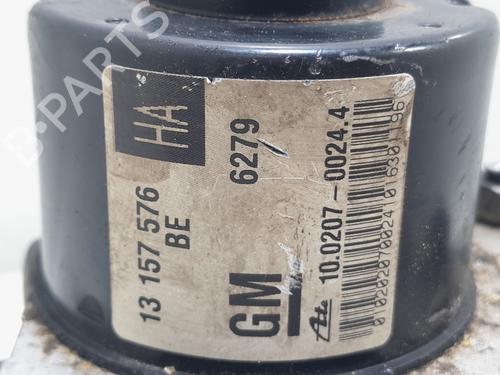 B-PARTS
HA
6279
13 157 576
BE
GM
Ate
10.0207-0024.4